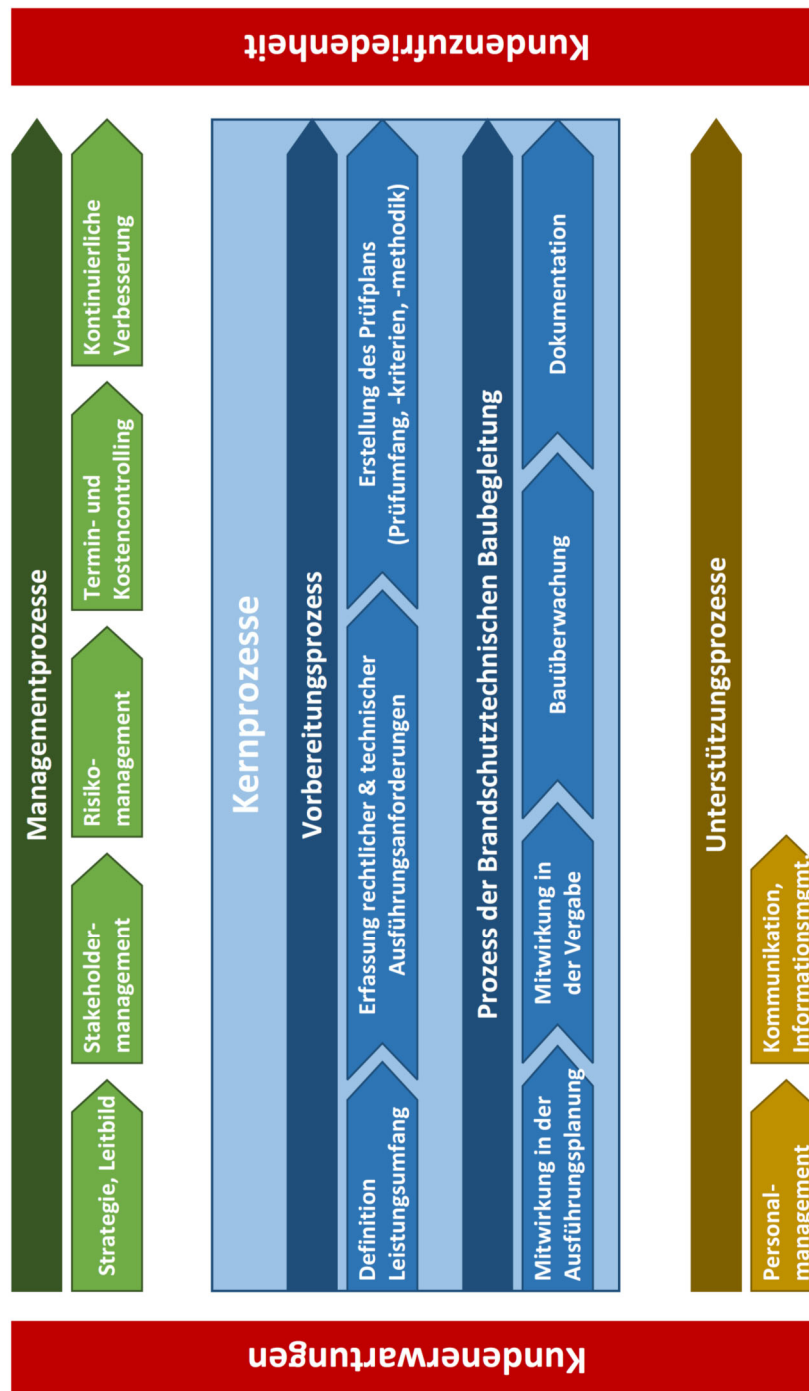 Kundenerwartungen
Managementprozesse
Strategie, Leitbild
Stakeholder-
management
Risiko-
management
Termin- und
Kostencontrolling
Kontinuierliche
Verbesserung
Kernprozesse
Vorbereitungsprozess
Definition
Leistungsumfang
Erfassung rechtlicher & technischer
Ausführungsanforderungen
Erstellung des Prüfplans
(Prüfumfang, -kriterien, -methodik)
Prozess der Brandschutztechnischen Baubegleitung
Mitwirkung in der
Ausführungsplanung
Mitwirkung in
der Vergabe
Bauüberwachung
Dokumentation
Unterstützungsprozesse
Personal-
management
Kommunikation,
Informationsmgmt.
Kundenzufriedenheit